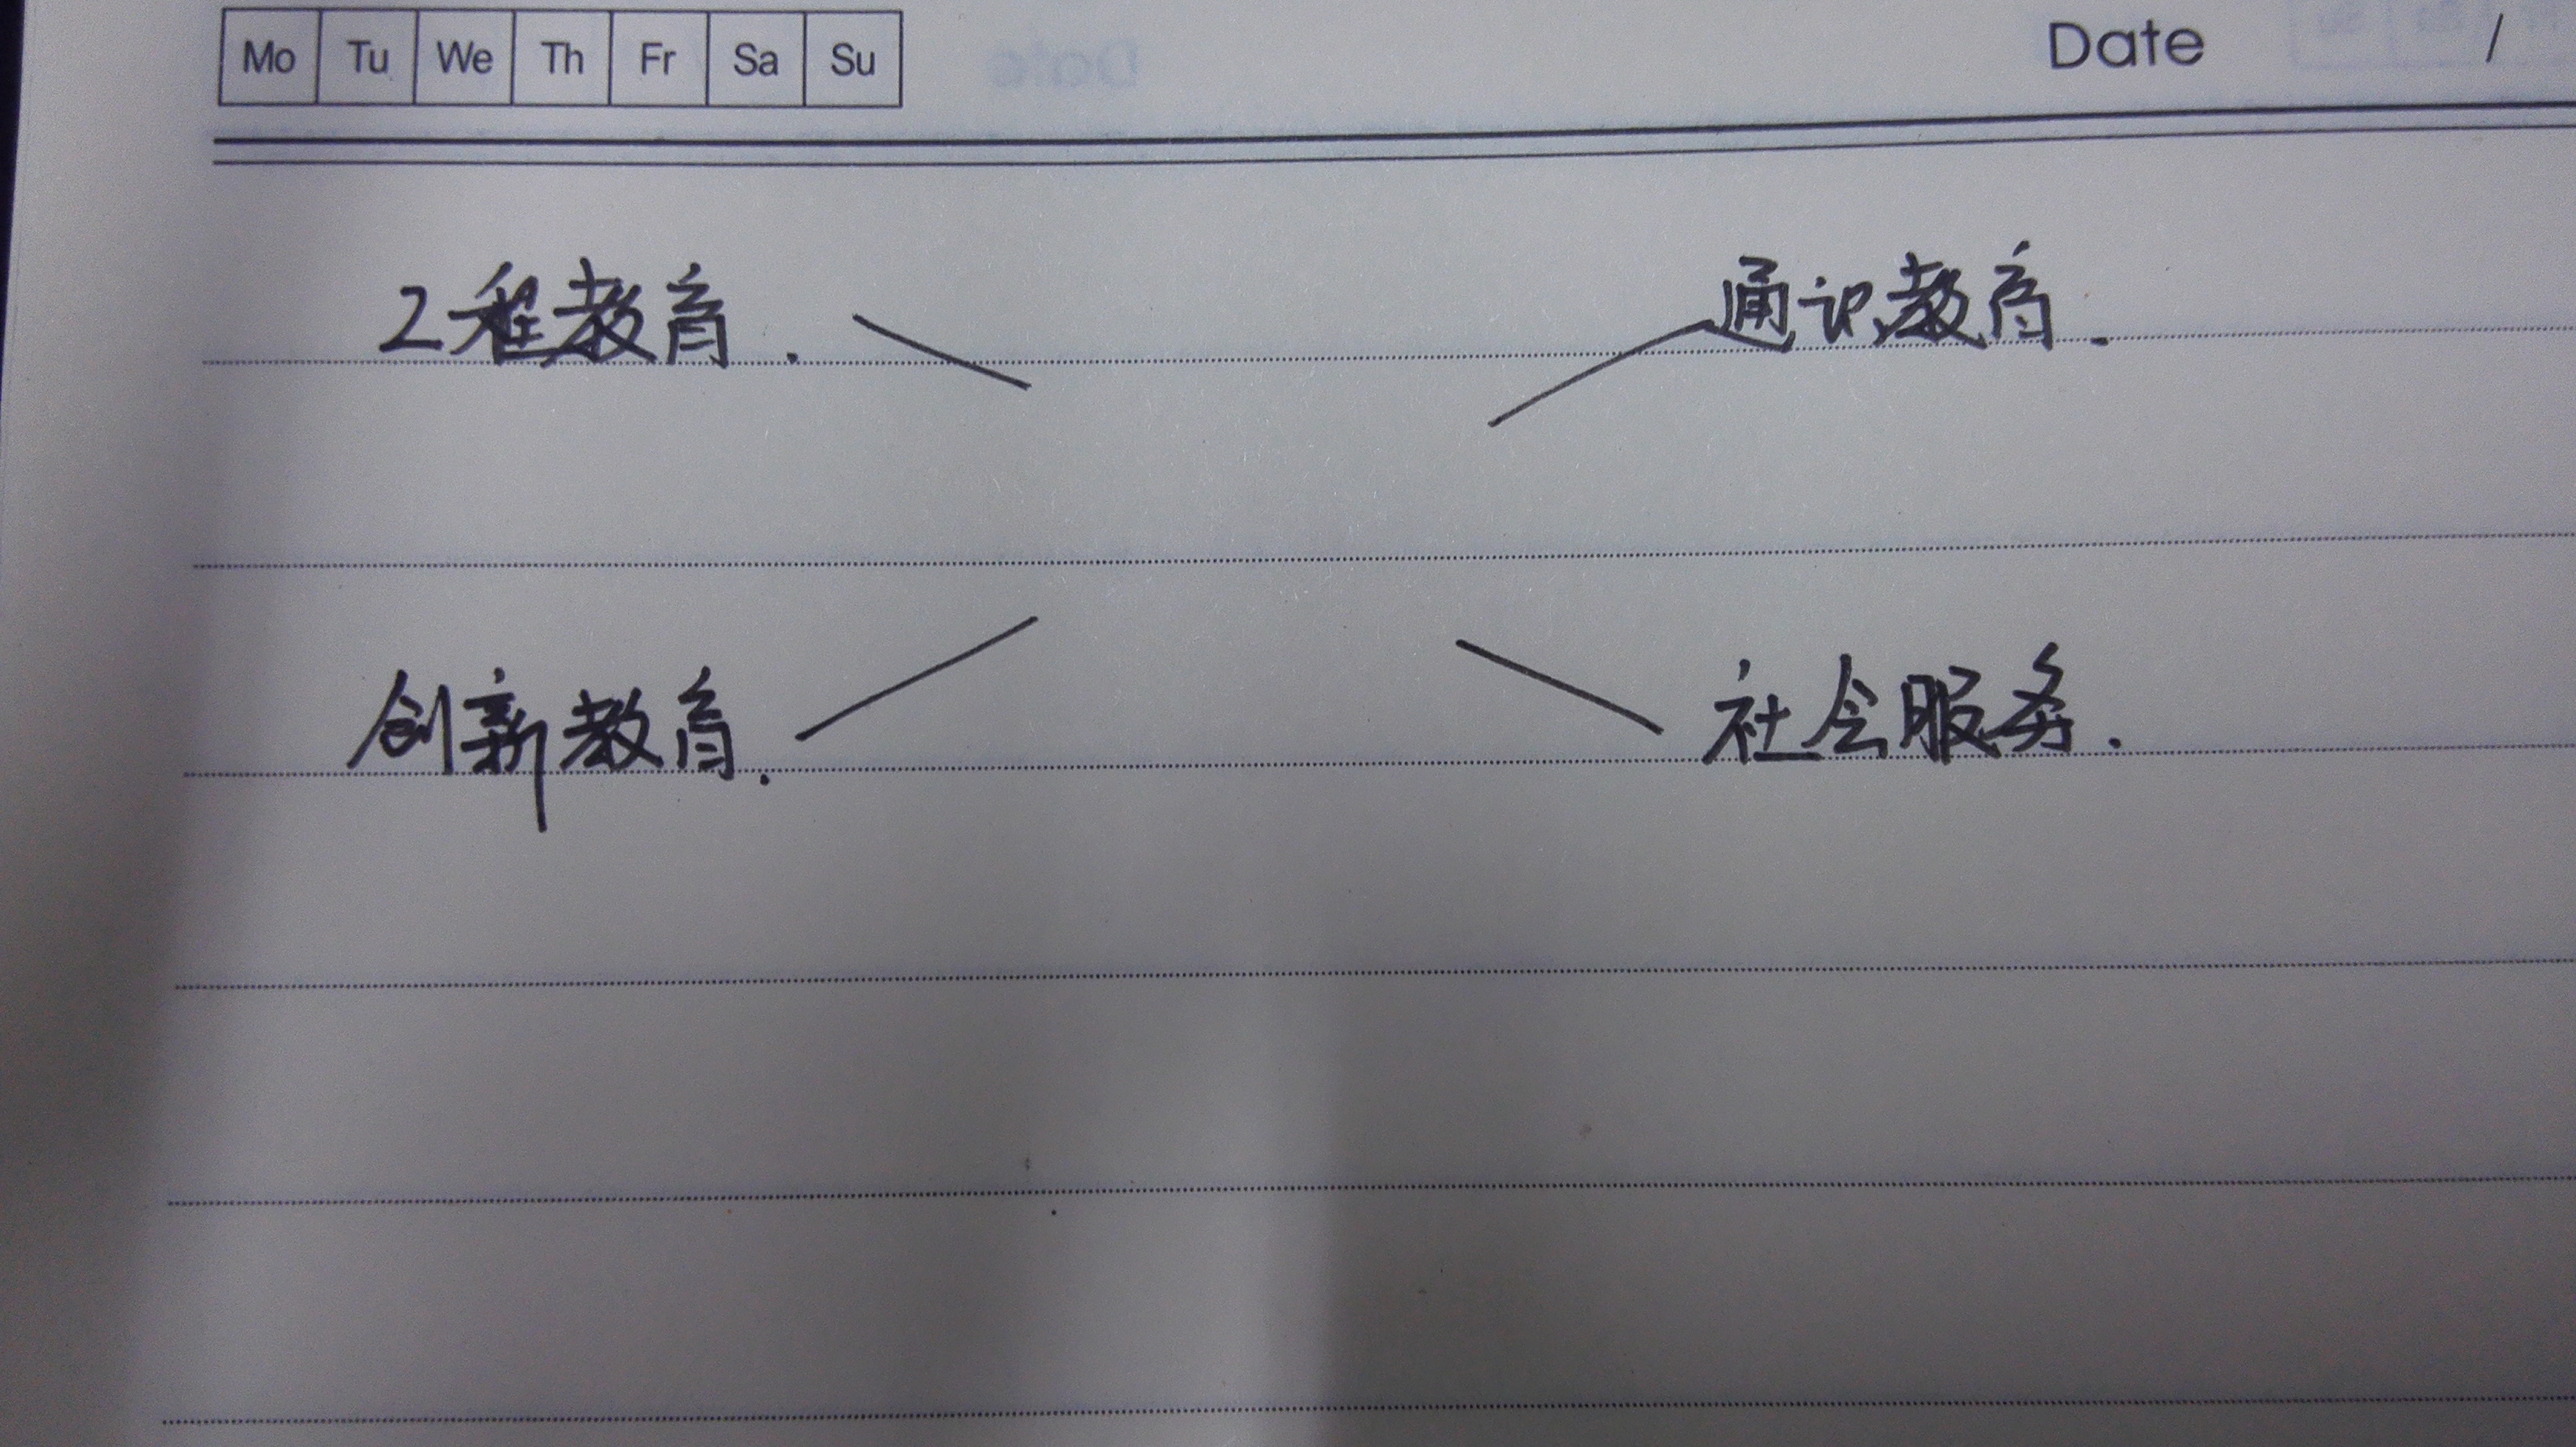 Mo Tu We Th Fr Sa Su
Date /
工程教育.
通识教育.
创新教育.
社会服务.